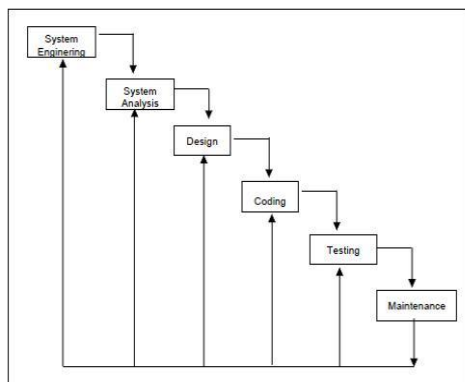 System
Enginering
System
Analysis
Design
Coding
Testing
Maintenance